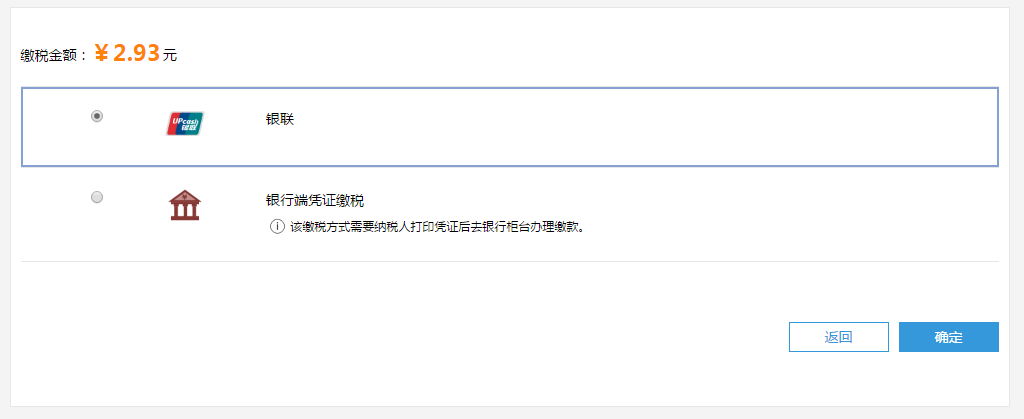 缴税金额：￥2.93元
UPcash
银联
银联
银行端凭证缴税
该缴税方式需要纳税人打印凭证后去银行柜台办理缴款。
返回 确定